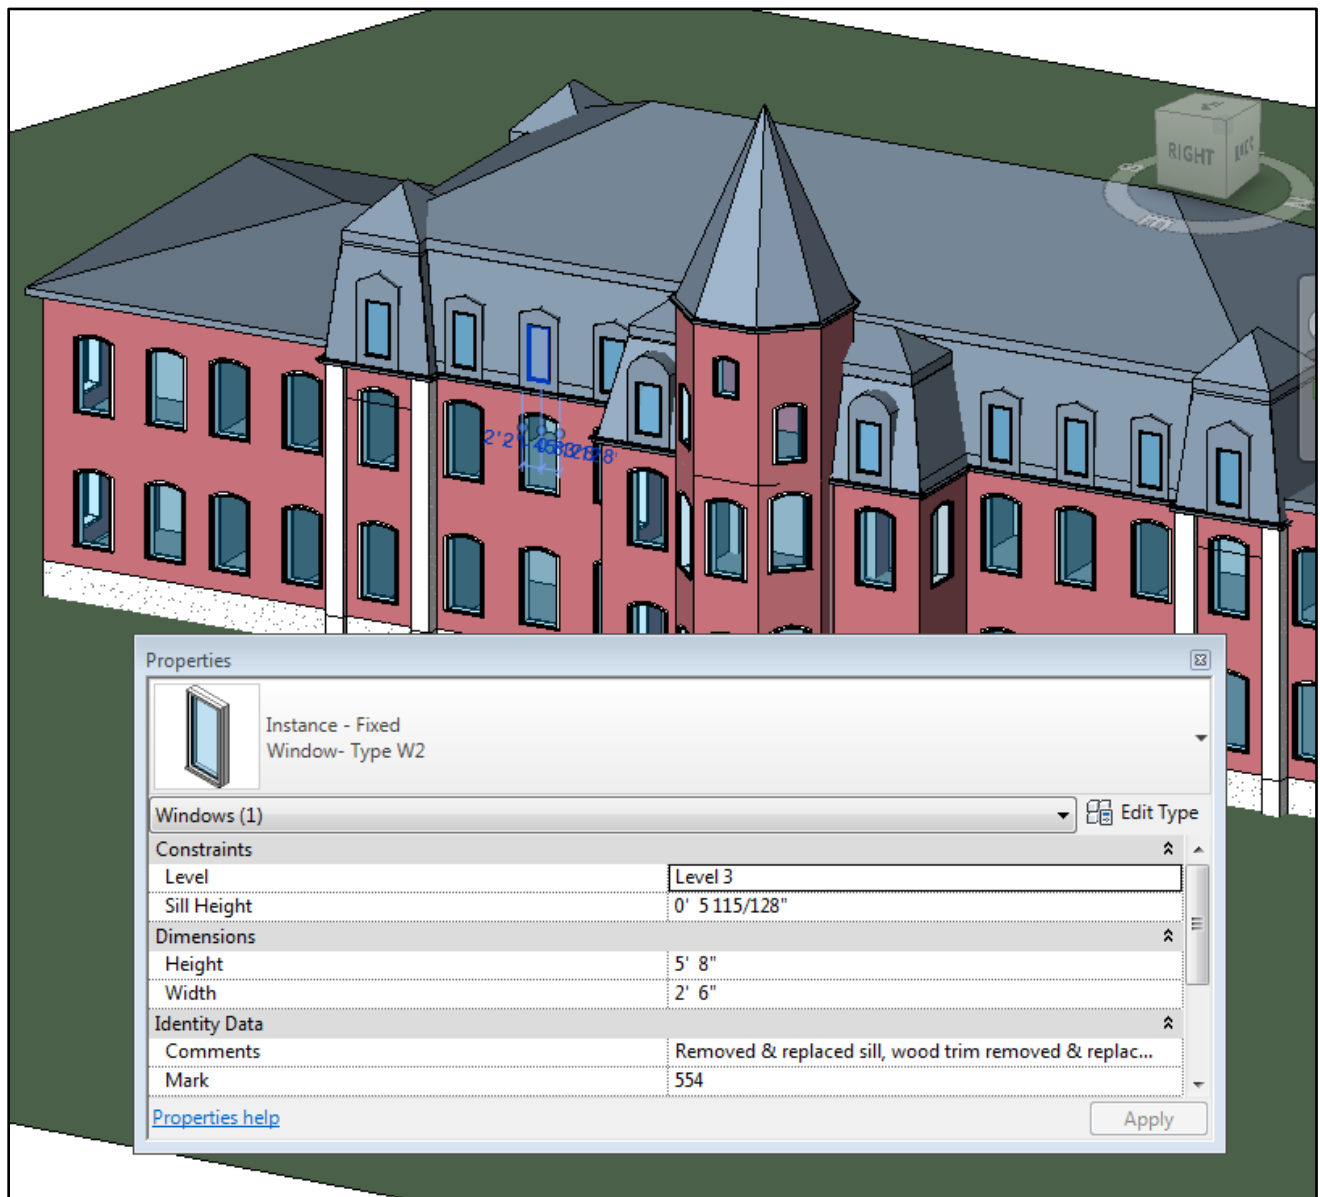 RIGHT
2' 2"
Properties
Instance - Fixed
Window- Type W2
Windows (1)
Edit Type
Constraints
Level
Level 3
Sill Height
0' 5 115/128"
Dimensions
Height
5' 8"
Width
2' 6"
Identity Data
Comments
Removed & replaced sill, wood trim removed & replac...
Mark
554
Properties help
Apply